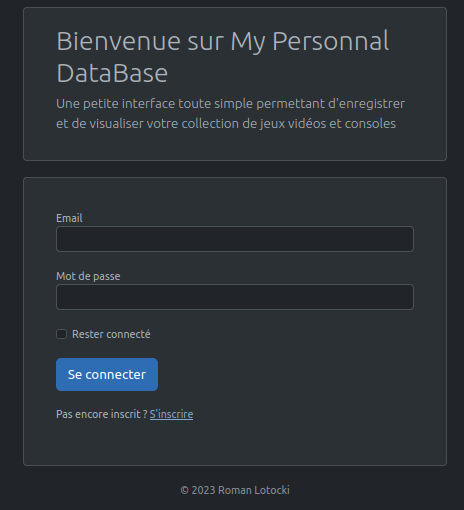 Bienvenue sur My Personnal
DataBase
Une petite interface toute simple permettant d'enregistrer
et de visualiser votre collection de jeux vidéos et consoles
Email
Mot de passe
Rester connecté
Se connecter
Pas encore inscrit ? S'inscrire
© 2023 Roman Lotocki